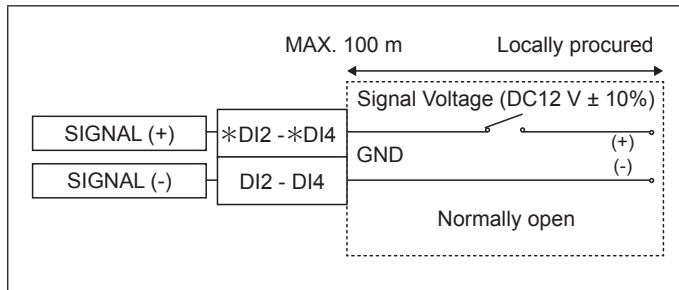 MAX. 100 m Locally procured
Signal Voltage (DC12 V ± 10%)
SIGNAL (+) ✳DI2 -✳DI4
GND (+)
SIGNAL (-) DI2 - DI4 (-)
Normally open